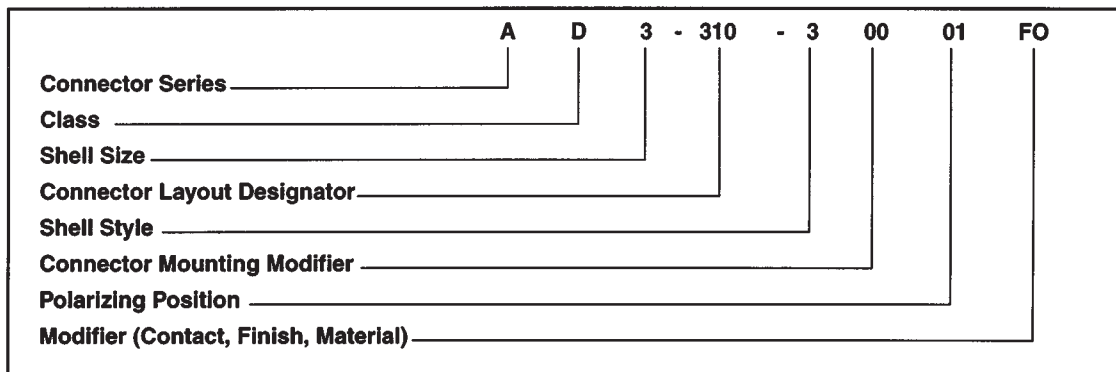 A D 3 - 310 - 3 00 01 FO
Connector Series
Class
Shell Size
Connector Layout Designator
Shell Style
Connector Mounting Modifier
Polarizing Position
Modifier (Contact, Finish, Material)